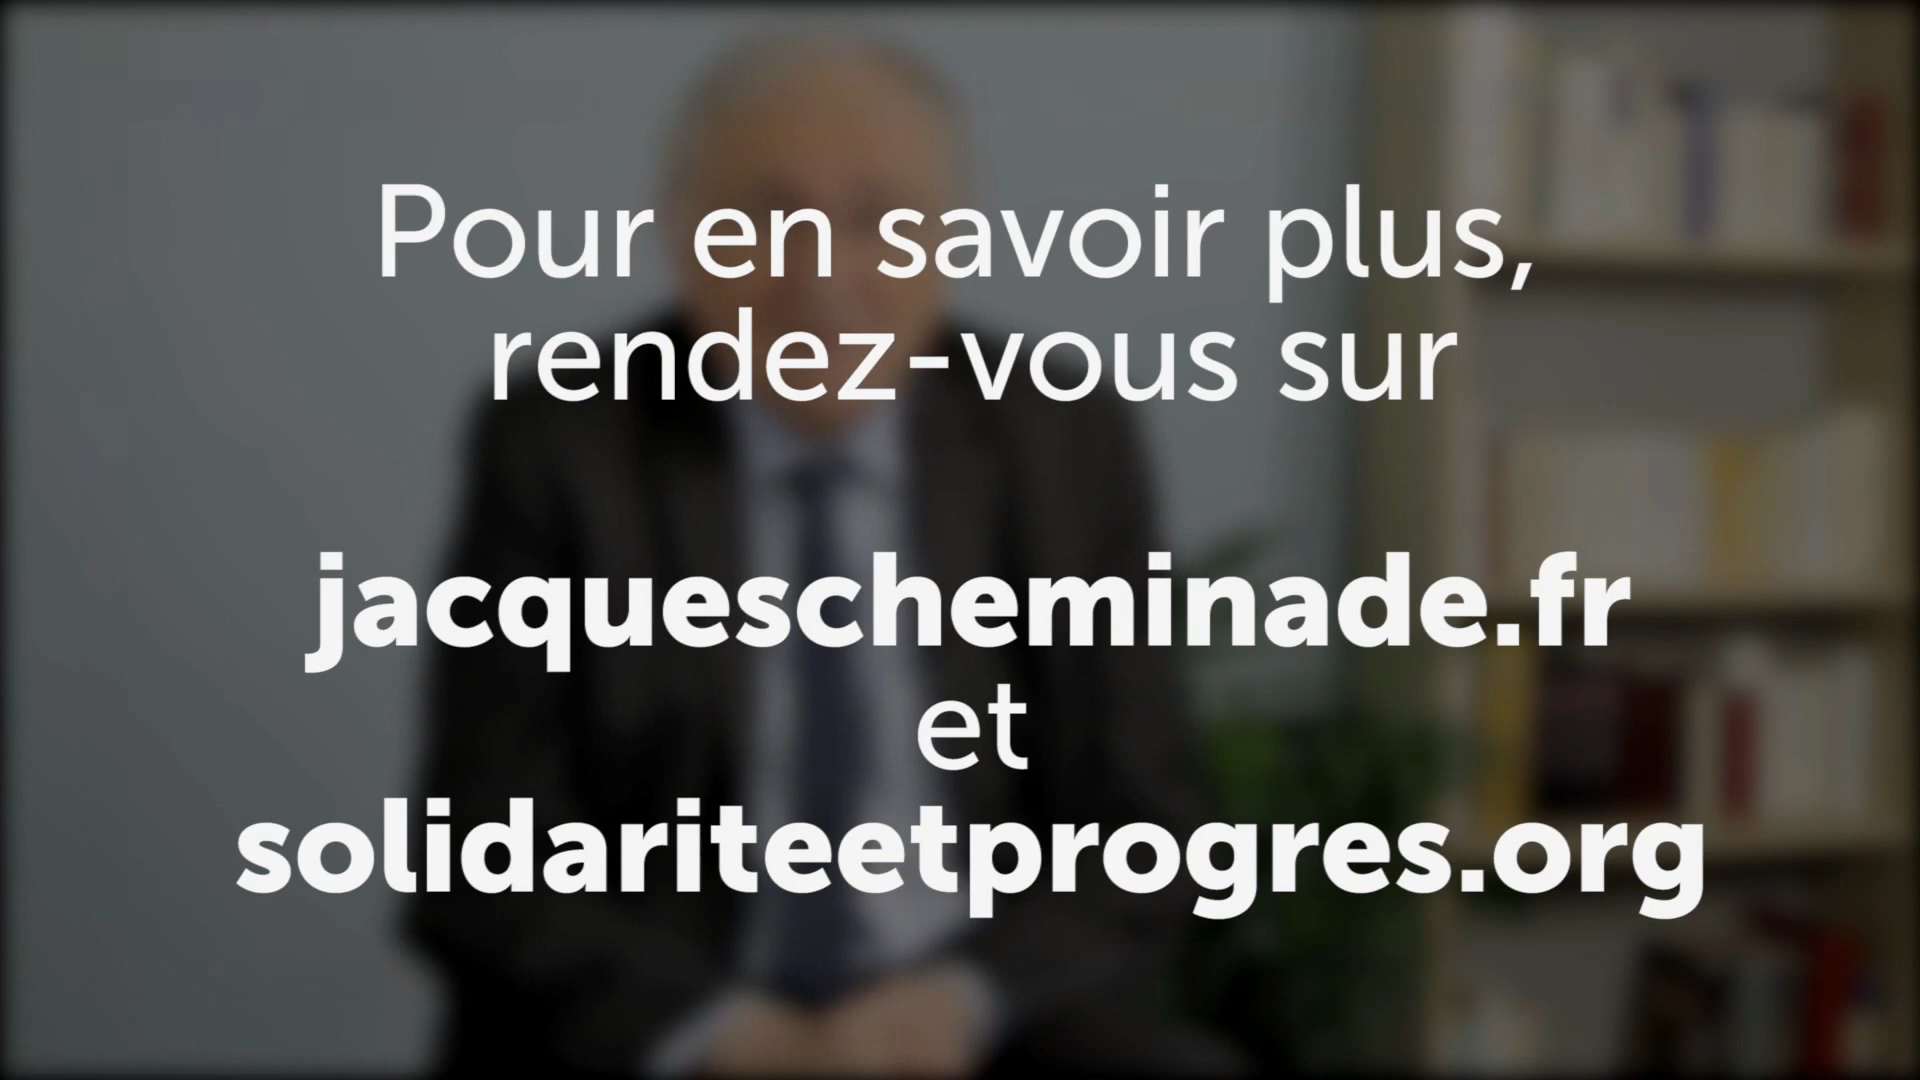 Pour en savoir plus,
rendez-vous sur
jacquescheminade.fr
et
solidariteetprogres.org